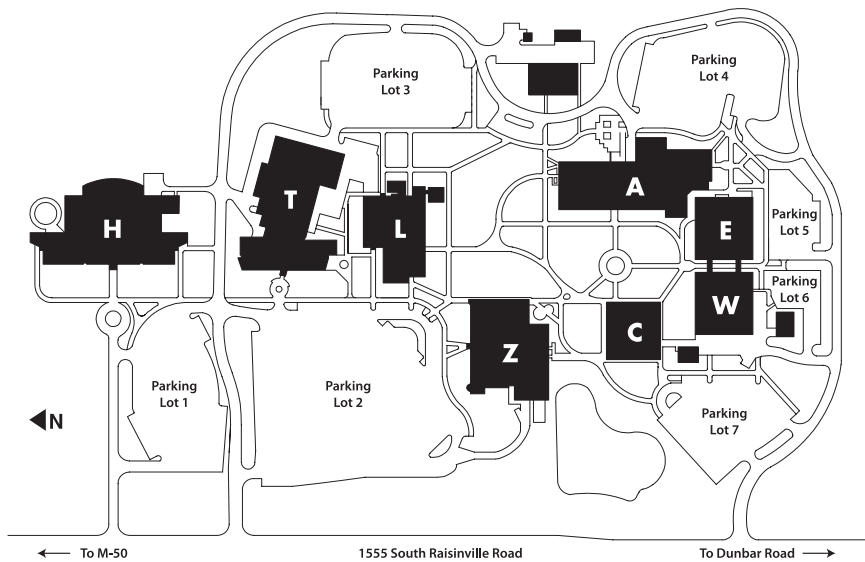 Parking
Lot 3
Parking
Lot 4
A
T
H
L
E
Parking
Lot 5
Parking
Lot 6
W
C
Z
Parking
Lot 1
Parking
Lot 2
Parking
Lot 7
N
To M-50
1555 South Raisinville Road
To Dunbar Road